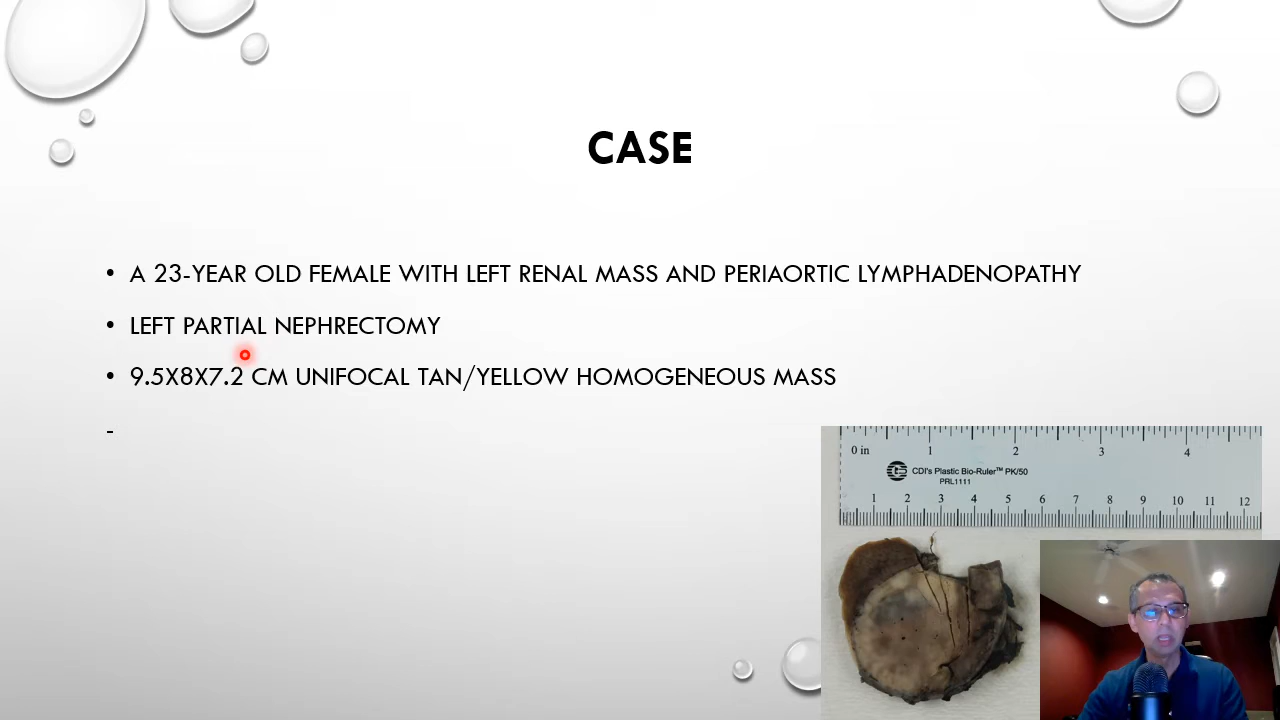 CASE
• A 23-YEAR OLD FEMALE WITH LEFT RENAL MASS AND PERIAORTIC LYMPHADENOPATHY
• LEFT PARTIAL NEPHRECTOMY
• 9.5X8X7.2 CM UNIFOCAL TAN/YELLOW HOMOGENEOUS MASS
-
0 in 1 2 3 4
CDI's Plastic Bio-Ruler™ PK/50
PRL1111
1 2 3 4 5 6 7 8 9 10 11 12